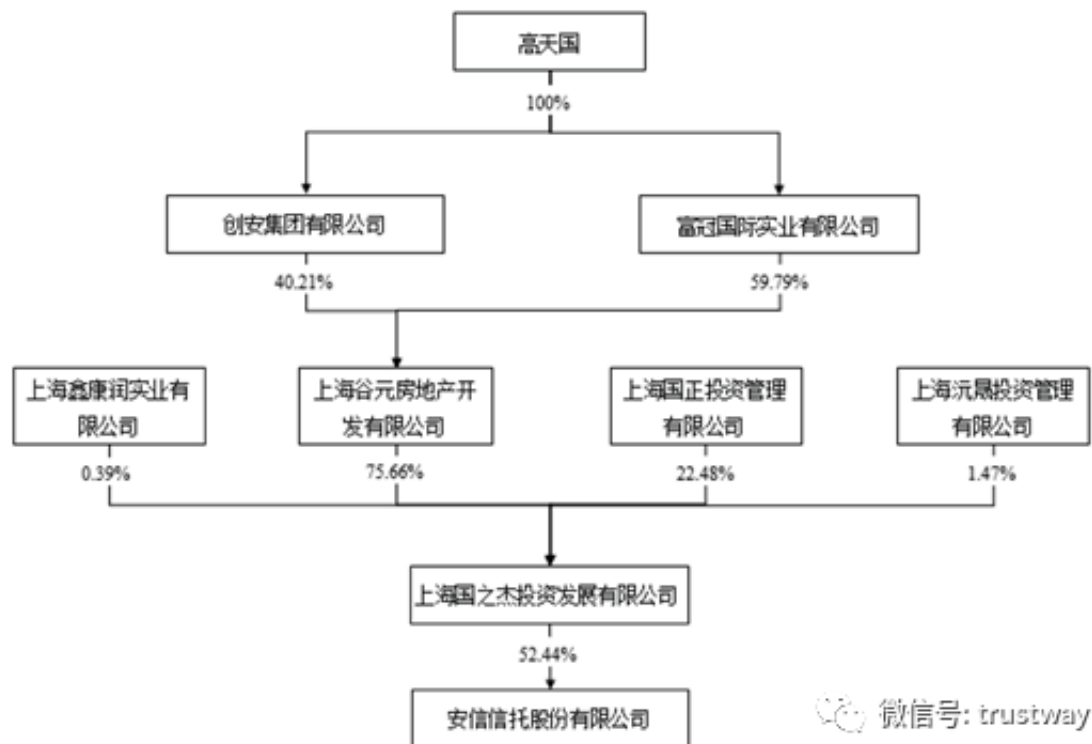 高天国
100%
创安集团有限公司
富冠国际实业有限公司
40.21%
59.79%
上海鑫康润实业有
限公司
上海谷元房地产开
发有限公司
上海国正投资管理
有限公司
上海沅晟投资管理
有限公司
0.39%
75.66%
22.48%
1.47%
上海国之杰投资发展有限公司
52.44%
安信信托股份有限公司
微信号: trustway